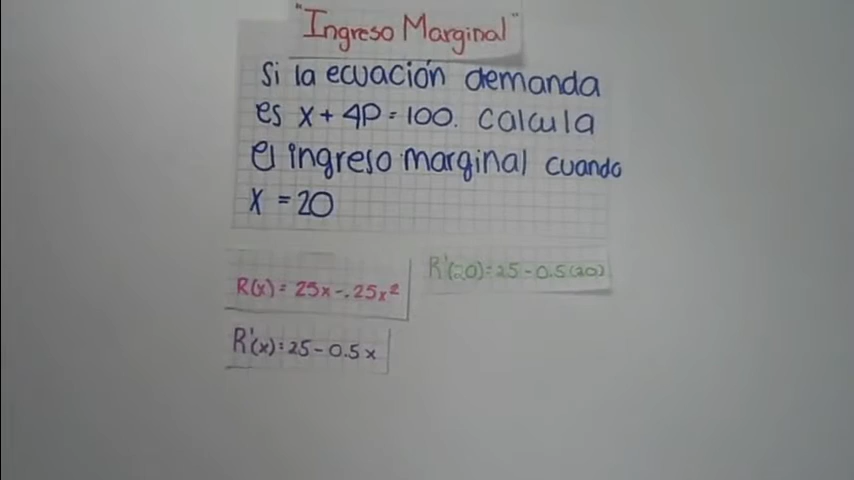 "Ingreso Marginal"
Si la ecuación demanda
es x + 4P = 100. calcula
el ingreso marginal cuando
x = 20
R(x) = 25x - .25x²
R'(20) = 25 - 0.5(20)
R'(x) = 25 - 0.5x